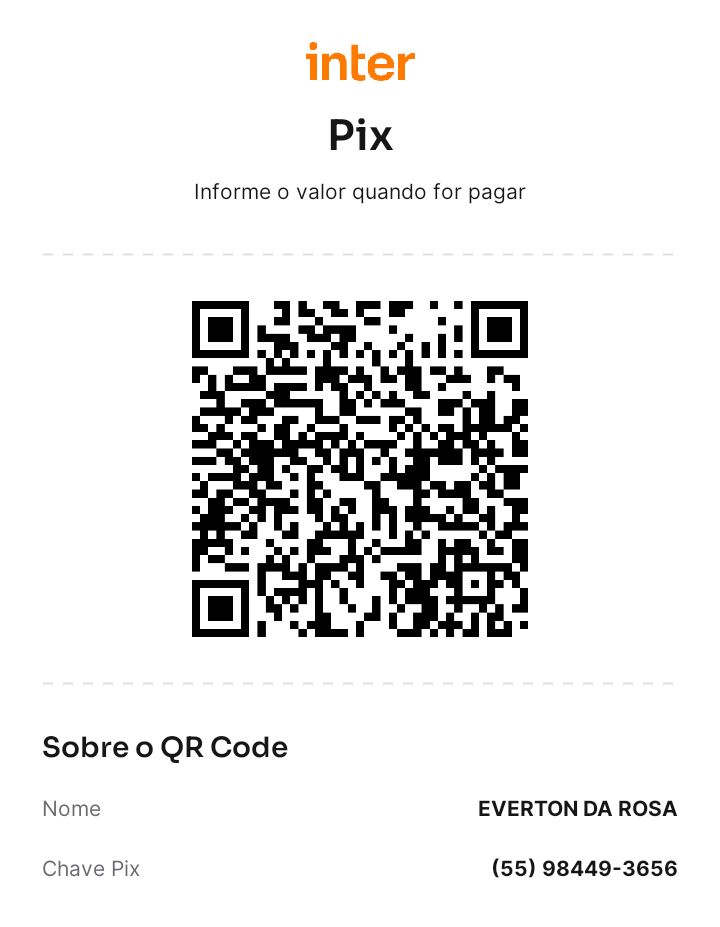 inter
Pix
Informe o valor quando for pagar
Sobre o QR Code
Nome EVERTON DA ROSA
Chave Pix (55) 98449-3656